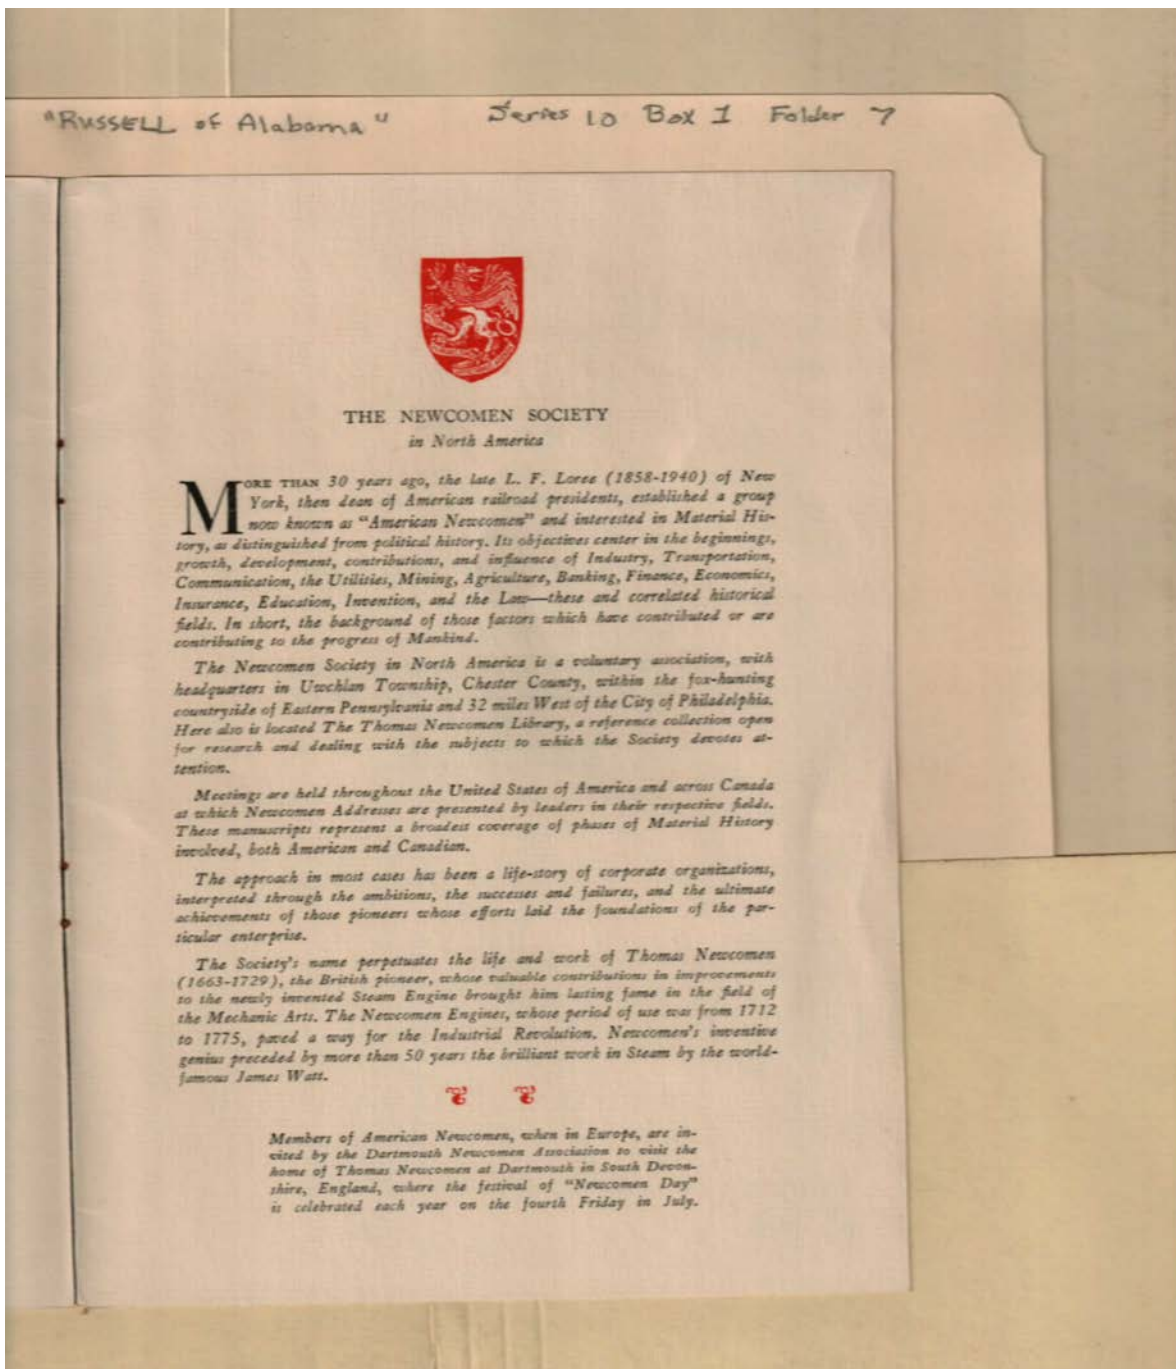 "RUSSELL of Alabama" Series 10 Box 1 Folder 7
THE NEWCOMEN SOCIETY
in North America
MORE THAN 30 years ago, the late L. F. Loree (1858-1940) of New
York, then dean of American railroad presidents, established a group
now known as "American Newcomen" and interested in Material His-
tory, as distinguished from political history. Its objectives center in the beginnings,
growth, development, contributions, and influence of Industry, Transportation,
Communication, the Utilities, Mining, Agriculture, Banking, Finance, Economics,
Insurance, Education, Invention, and the Law—these and correlated historical
fields. In short, the background of those factors which have contributed or are
contributing to the progress of Mankind.
The Newcomen Society in North America is a voluntary association, with
headquarters in Uwchlan Township, Chester County, within the fox-hunting
countryside of Eastern Pennsylvania and 32 miles West of the City of Philadelphia.
Here also is located The Thomas Newcomen Library, a reference collection open
for research and dealing with the subjects to which the Society devotes at-
tention.
Meetings are held throughout the United States of America and across Canada
at which Newcomen Addresses are presented by leaders in their respective fields.
These manuscripts represent a broadest coverage of phases of Material History
involved, both American and Canadian.
The approach in most cases has been a life-story of corporate organizations,
interpreted through the ambitions, the successes and failures, and the ultimate
achievements of those pioneers whose efforts laid the foundations of the par-
ticular enterprise.
The Society's name perpetuates the life and work of Thomas Newcomen
(1663-1729), the British pioneer, whose valuable contributions in improvements
to the newly invented Steam Engine brought him lasting fame in the field of
the Mechanic Arts. The Newcomen Engines, whose period of use was from 1712
to 1775, paved a way for the Industrial Revolution. Newcomen's inventive
genius preceded by more than 50 years the brilliant work in Steam by the world-
famous James Watt.
Members of American Newcomen, when in Europe, are in-
vited by the Dartmouth Newcomen Association to visit the
home of Thomas Newcomen at Dartmouth in South Devon-
shire, England, where the festival of "Newcomen Day"
is celebrated each year on the fourth Friday in July.